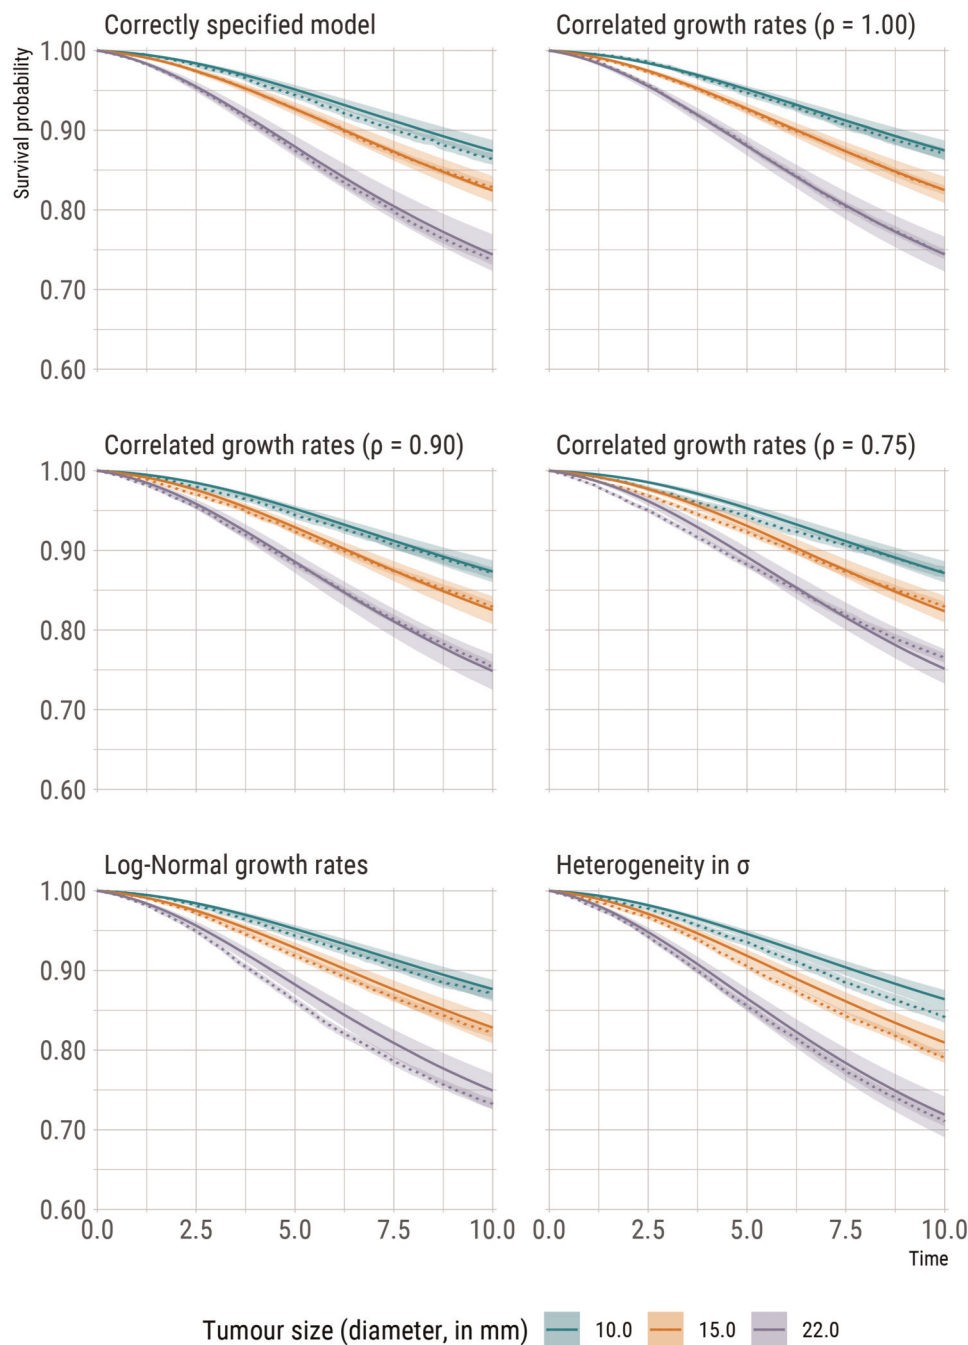 Correctly specified model
Correlated growth rates (ρ = 1.00)
Survival probability
1.00
0.90
0.80
0.70
0.60
Correlated growth rates (ρ = 0.90)
Correlated growth rates (ρ = 0.75)
1.00
0.90
0.80
0.70
0.60
Log-Normal growth rates
Heterogeneity in σ
1.00
0.90
0.80
0.70
0.60
0.0 2.5 5.0 7.5 10.0 0.0 2.5 5.0 7.5 10.0
Time
Tumour size (diameter, in mm) 10.0 15.0 22.0